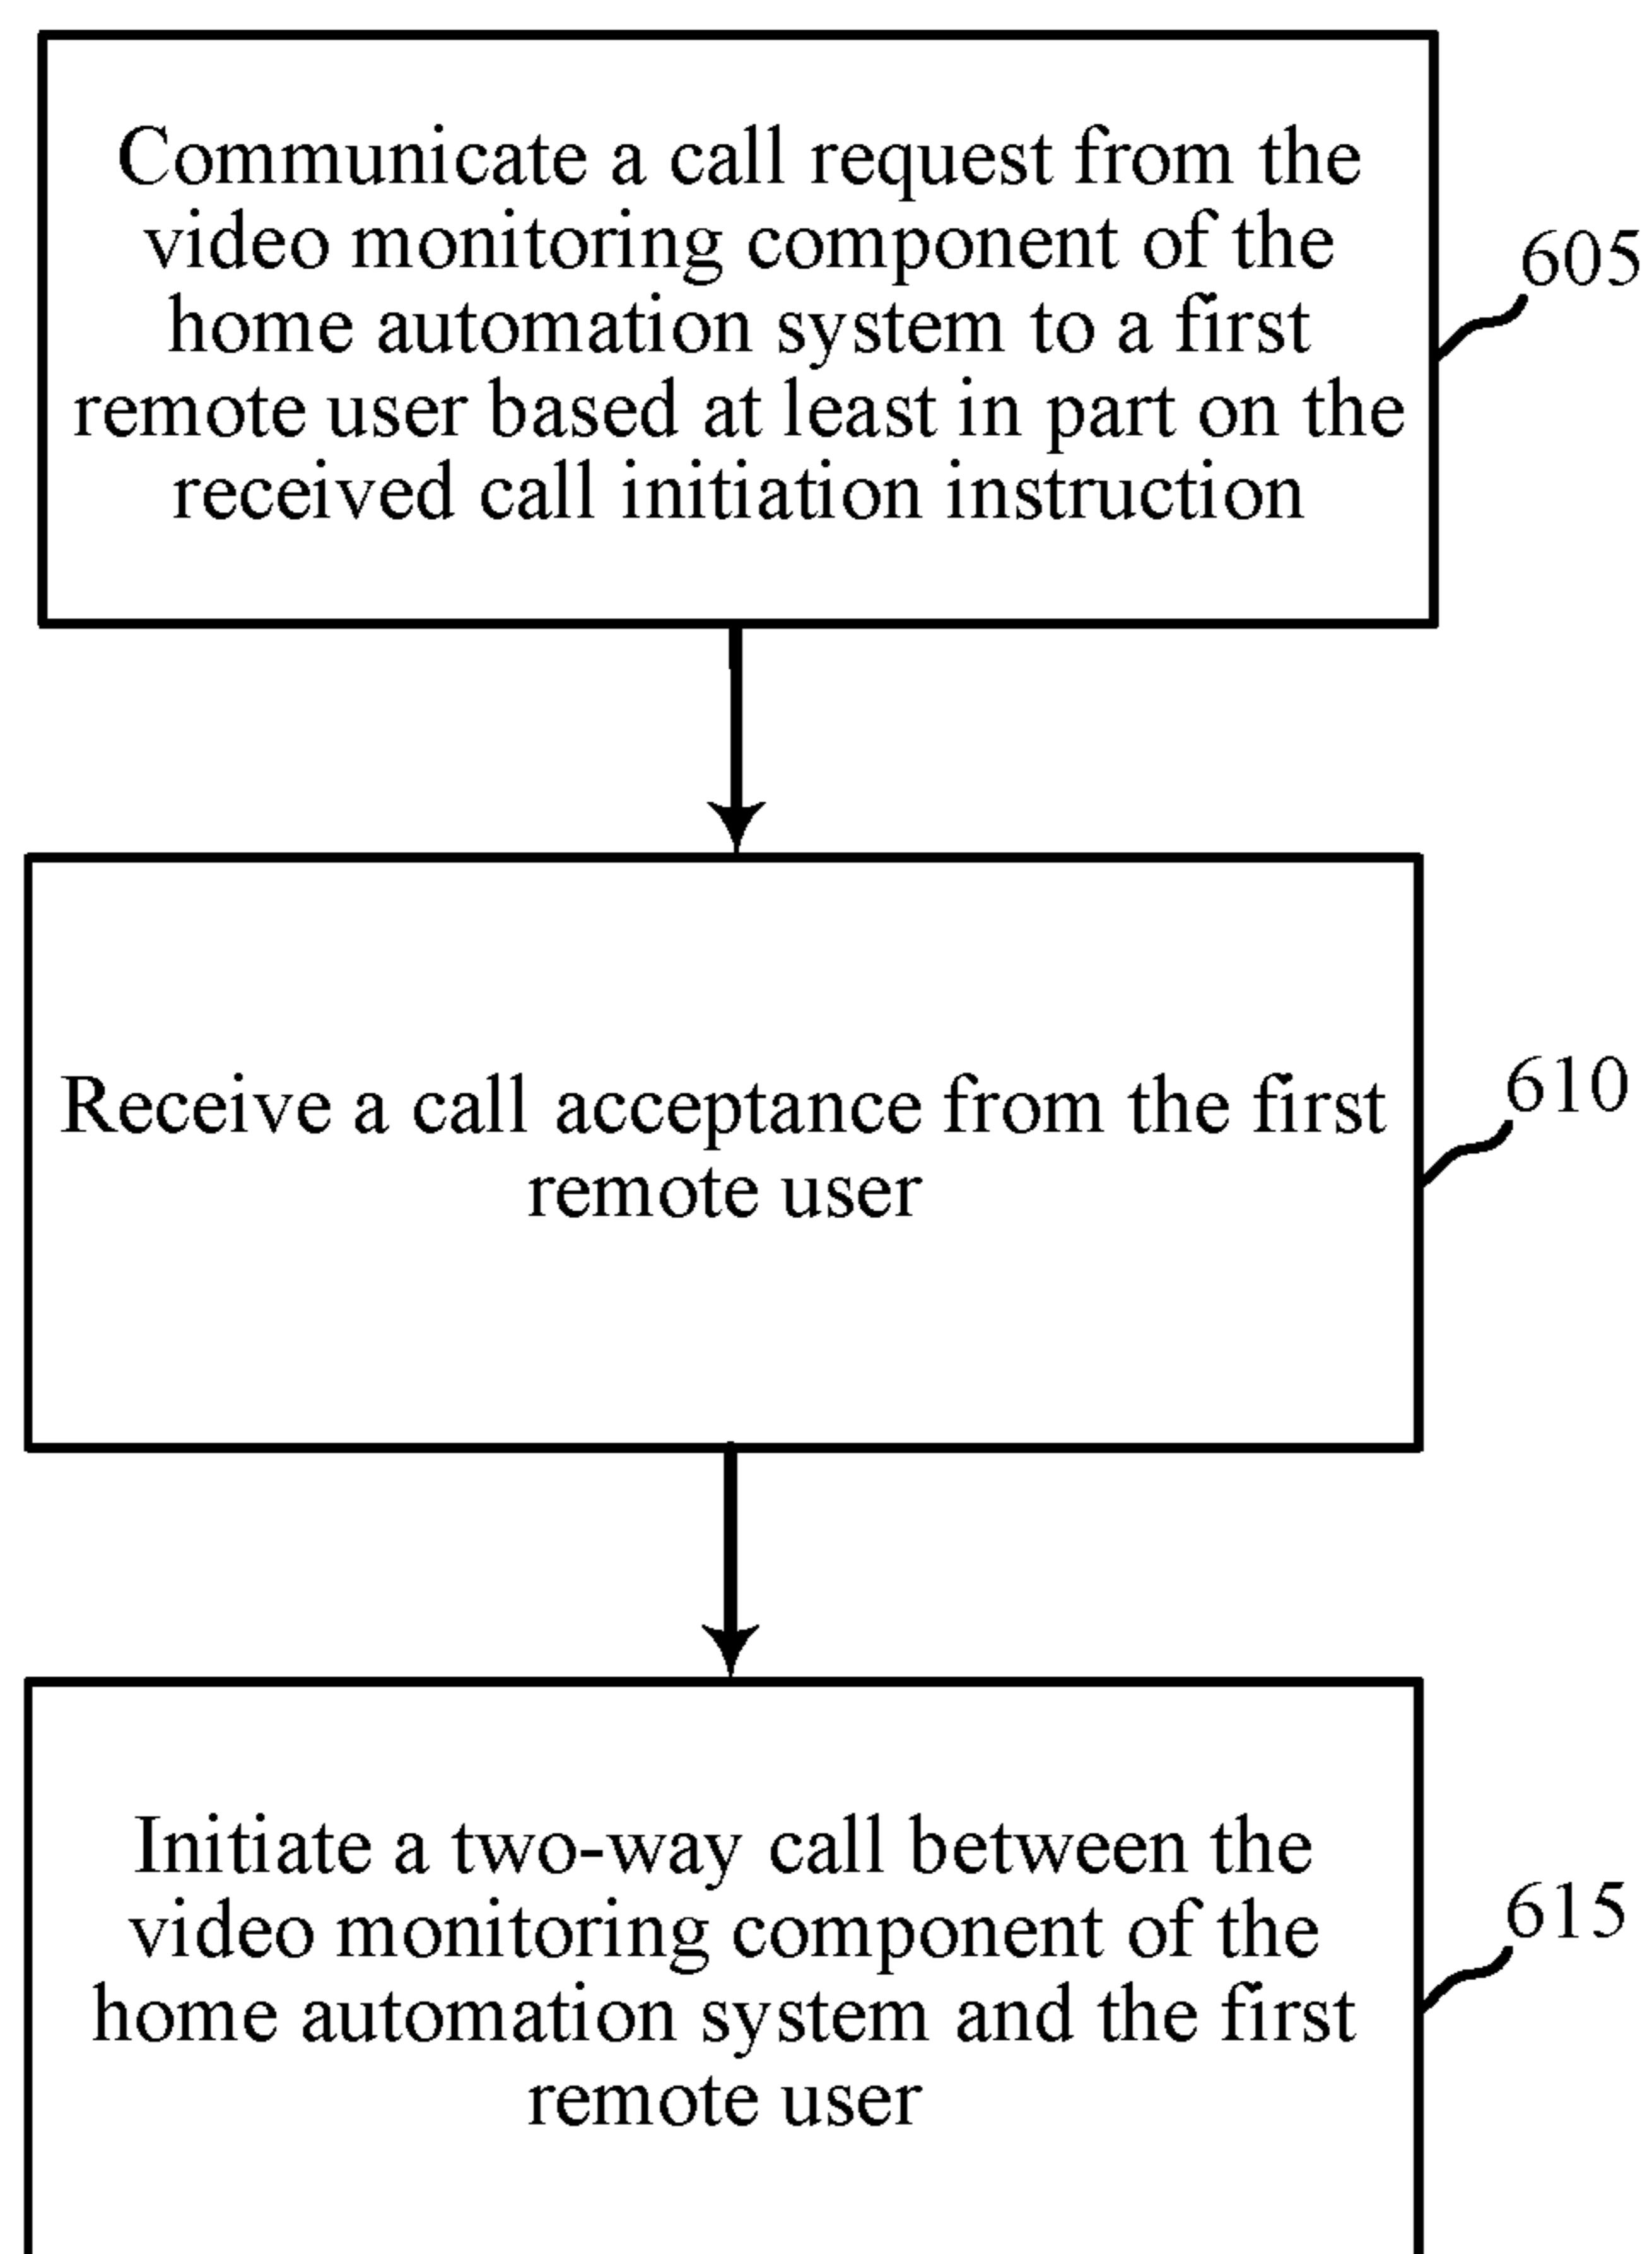 Communicate a call request from the
video monitoring component of the
home automation system to a first
remote user based at least in part on the
received call initiation instruction
605
Receive a call acceptance from the first
remote user
610
Initiate a two-way call between the
video monitoring component of the
home automation system and the first
remote user
615